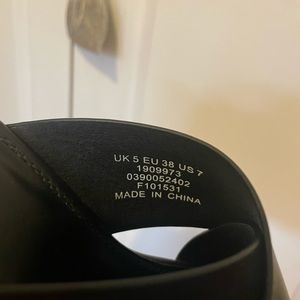 UK 5 EU 38 US 7
1909973
0390052402
F101531
MADE IN CHINA